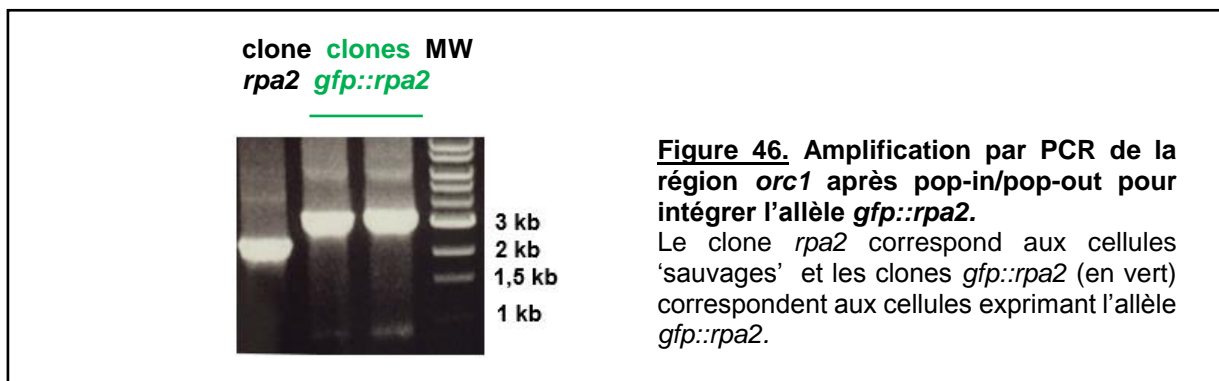 clone clones MW
rpa2 gfp::rpa2
3 kb
2 kb
1,5 kb
1 kb
Figure 46. Amplification par PCR de la
région orc1 après pop-in/pop-out pour
intégrer l'allèle gfp::rpa2.
Le clone rpa2 correspond aux cellules
'sauvages' et les clones gfp::rpa2 (en vert)
correspondent aux cellules exprimant l'allèle
gfp::rpa2.